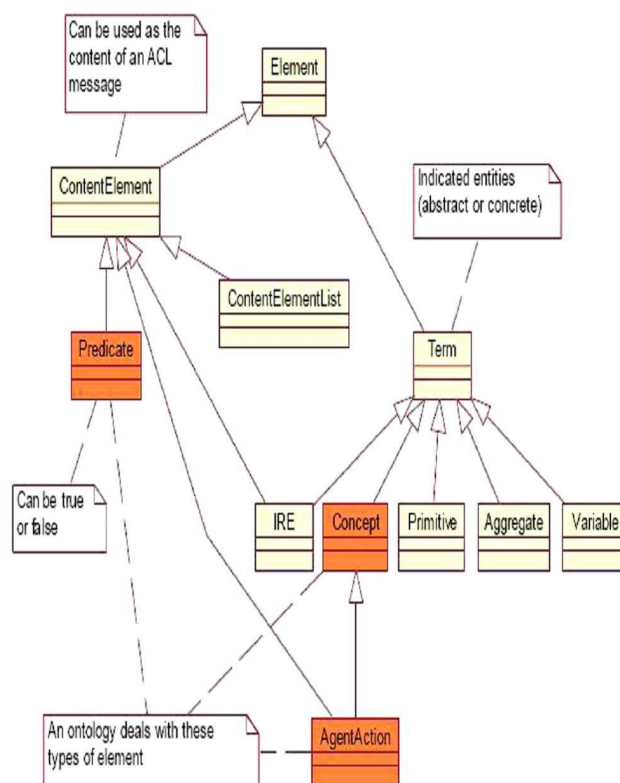 Can be used as the
content of an ACL
message
Element
ContentElement
Indicated entities
(abstract or concrete)
ContentElementList
Predicate
Term
Can be true
or false
IRE
Concept
Primitive
Aggregate
Variable
An ontology deals with these
types of element
AgentAction